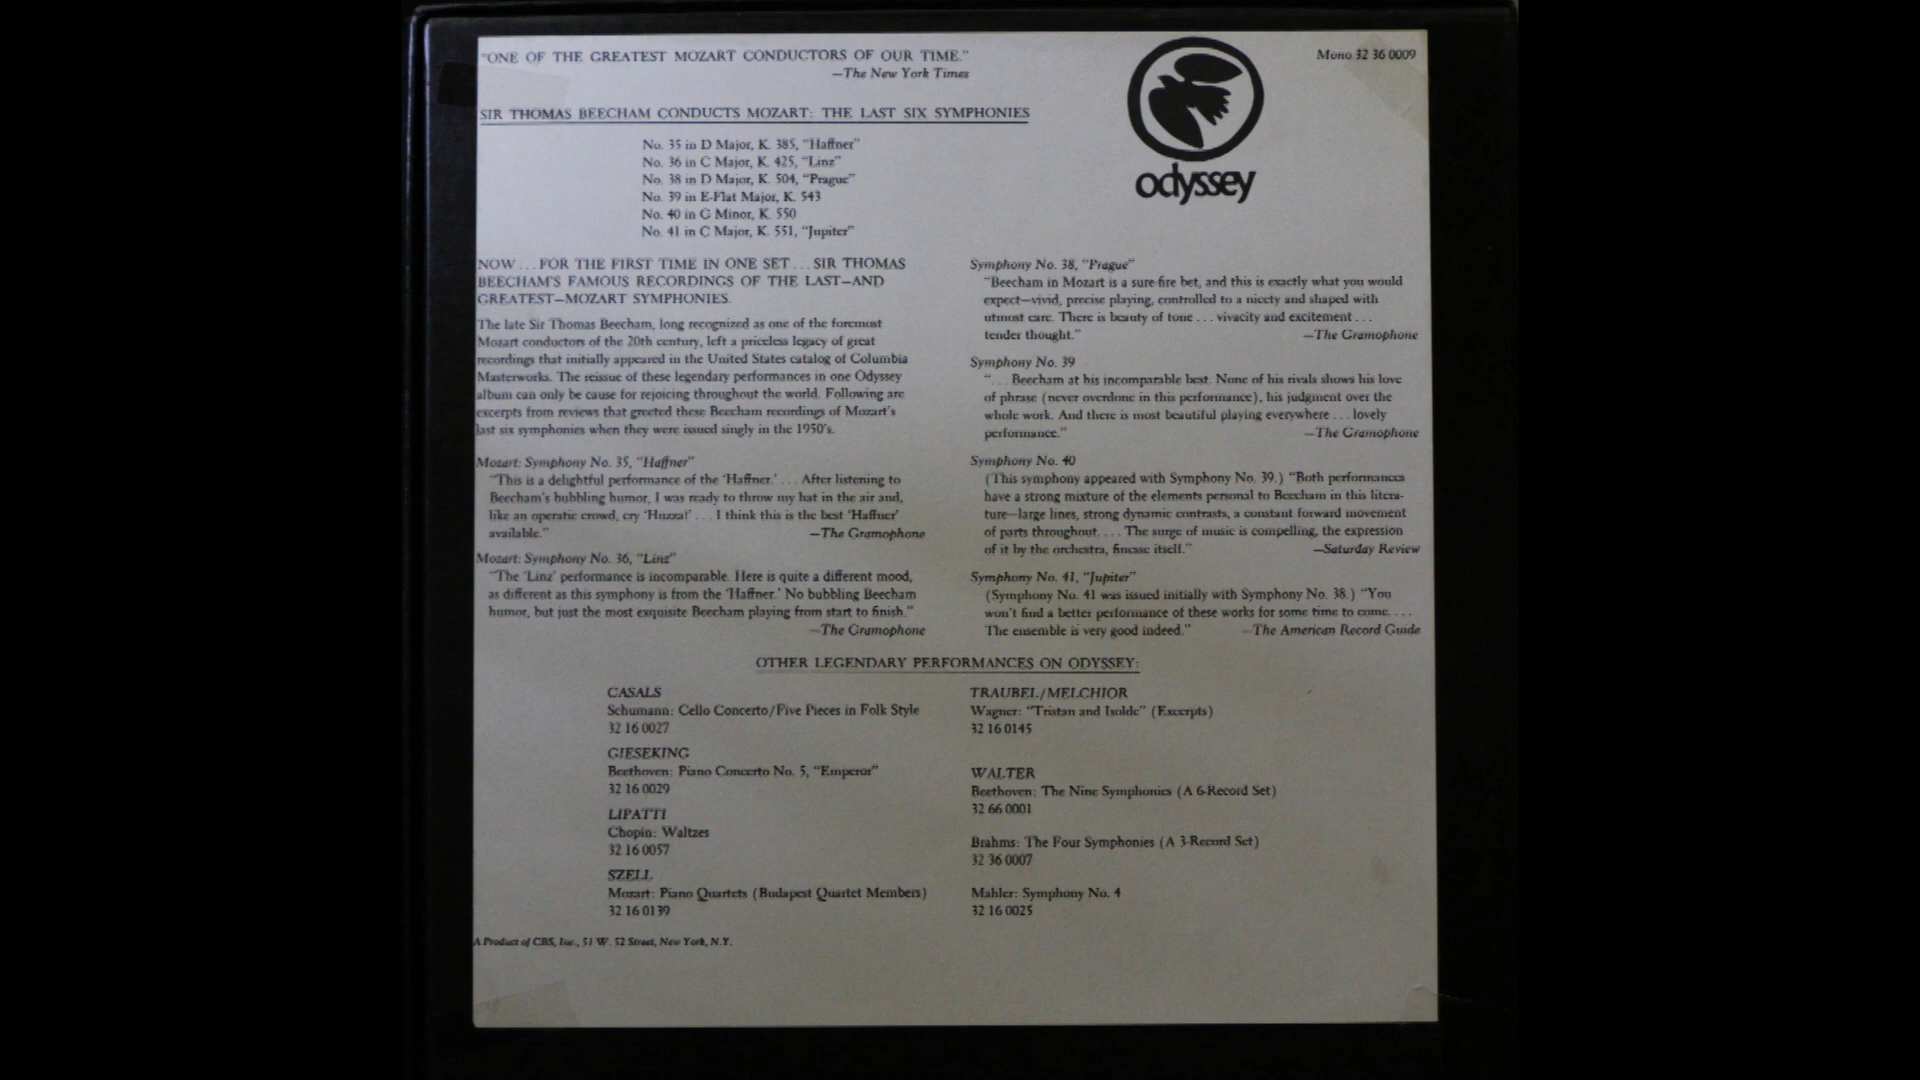 "ONE OF THE GREATEST MOZART CONDUCTORS OF OUR TIME."
—The New York Times
Mono 32 36 0009
odyssey
SIR THOMAS BEECHAM CONDUCTS MOZART: THE LAST SIX SYMPHONIES
No. 35 in D Major, K. 385, "Haffner"
No. 36 in C Major, K. 425, "Linz"
No. 38 in D Major, K. 504, "Prague"
No. 39 in E-Flat Major, K. 543
No. 40 in G Minor, K. 550
No. 41 in C Major, K. 551, "Jupiter"
NOW . . . FOR THE FIRST TIME IN ONE SET . . . SIR THOMAS
BEECHAM'S FAMOUS RECORDINGS OF THE LAST—AND
GREATEST—MOZART SYMPHONIES.
The late Sir Thomas Beecham, long recognized as one of the foremost
Mozart conductors of the 20th century, left a priceless legacy of great
recordings that initially appeared in the United States catalog of Columbia
Masterworks. The reissue of these legendary performances in one Odyssey
album can only be cause for rejoicing throughout the world. Following are
excerpts from reviews that greeted these Beecham recordings of Mozart's
last six symphonies when they were issued singly in the 1950's.
Mozart: Symphony No. 35, "Haffner"
"This is a delightful performance of the 'Haffner.' . . . After listening to
Beecham's bubbling humor, I was ready to throw my hat in the air and,
like an operatic crowd, cry 'Huzza!' . . . I think this is the best 'Haffner'
available."
—The Gramophone
Mozart: Symphony No. 36, "Linz"
"The 'Linz' performance is incomparable. Here is quite a different mood,
as different as this symphony is from the 'Haffner.' No bubbling Beecham
humor, but just the most exquisite Beecham playing from start to finish."
—The Gramophone
Symphony No. 38, "Prague"
"Beecham in Mozart is a sure-fire bet, and this is exactly what you would
expect—vivid, precise playing, controlled to a nicety and shaped with
utmost care. There is beauty of tone . . . vivacity and excitement . . .
tender thought."
—The Gramophone
Symphony No. 39
". . . Beecham at his incomparable best. None of his rivals shows his love
of phrase (never overdone in this performance), his judgment over the
whole work. And there is most beautiful playing everywhere . . . lovely
performance."
—The Gramophone
Symphony No. 40
(This symphony appeared with Symphony No. 39.) "Both performances
have a strong mixture of the elements personal to Beecham in this litera-
ture—large lines, strong dynamic contrasts, a constant forward movement
of parts throughout. . . . The surge of music is compelling, the expression
of it by the orchestra, finesse itself."
—Saturday Review
Symphony No. 41, "Jupiter"
(Symphony No. 41 was issued initially with Symphony No. 38.) "You
won't find a better performance of these works for some time to come. . . .
The ensemble is very good indeed."
—The American Record Guide
OTHER LEGENDARY PERFORMANCES ON ODYSSEY:
CASALS
Schumann: Cello Concerto/Five Pieces in Folk Style
32 16 0027
GIESEKING
Beethoven: Piano Concerto No. 5, "Emperor"
32 16 0029
LIPATTI
Chopin: Waltzes
32 16 0057
SZELL
Mozart: Piano Quartets (Budapest Quartet Members)
32 16 0139
TRAUBEL/MELCHIOR
Wagner: "Tristan and Isolde" (Excerpts)
32 16 0145
WALTER
Beethoven: The Nine Symphonies (A 6-Record Set)
32 66 0001
Brahms: The Four Symphonies (A 3-Record Set)
32 36 0007
Mahler: Symphony No. 4
32 16 0025
A Product of CBS, Inc., 51 W. 52 Street, New York, N.Y.